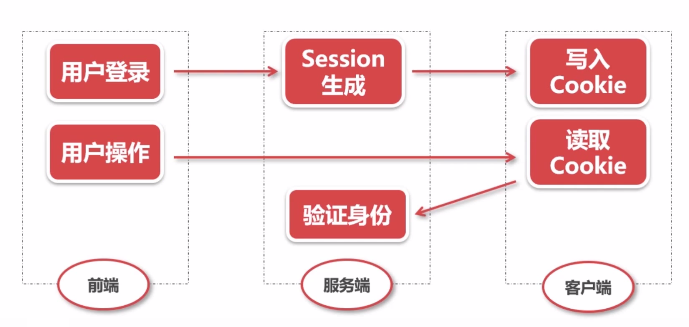 用户登录
Session
生成
写入
Cookie
用户操作
读取
Cookie
验证身份
前端
服务端
客户端